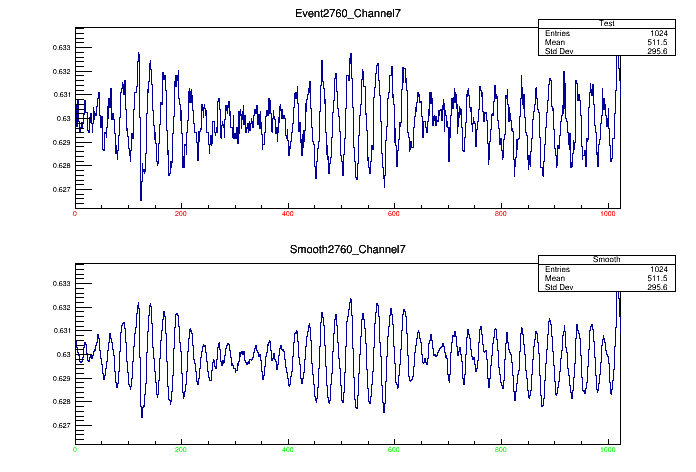 Event2760_Channel7
Test
Entries 1024
Mean 511.5
Std Dev 295.6
0.633
0.632
0.631
0.63
0.629
0.628
0.627
0 200 400 600 800 1000
Smooth2760_Channel7
Smooth
Entries 1024
Mean 511.5
Std Dev 295.6
0.633
0.632
0.631
0.63
0.629
0.628
0.627
0 200 400 600 800 1000